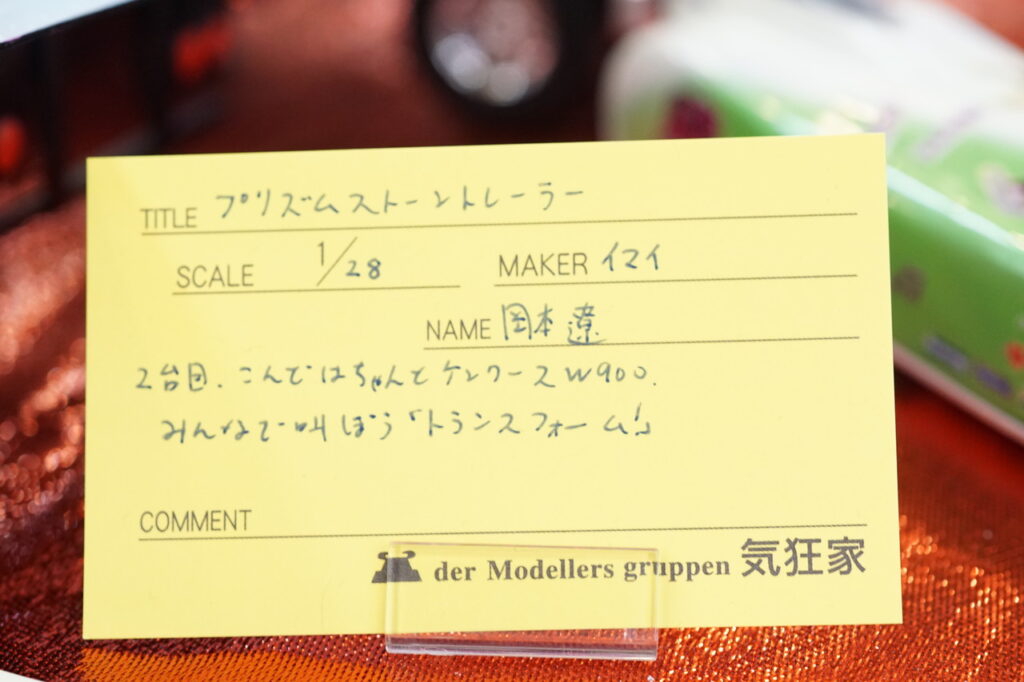 TITLE プリズムストーントレーラー
SCALE 1/28 MAKER イマイ
NAME 岡本遼
2台目、こんどはちゃんとケンワースW900.
みんなで叫ぼう「トランスフォーム!」
COMMENT
der Modellers gruppen 気狂家